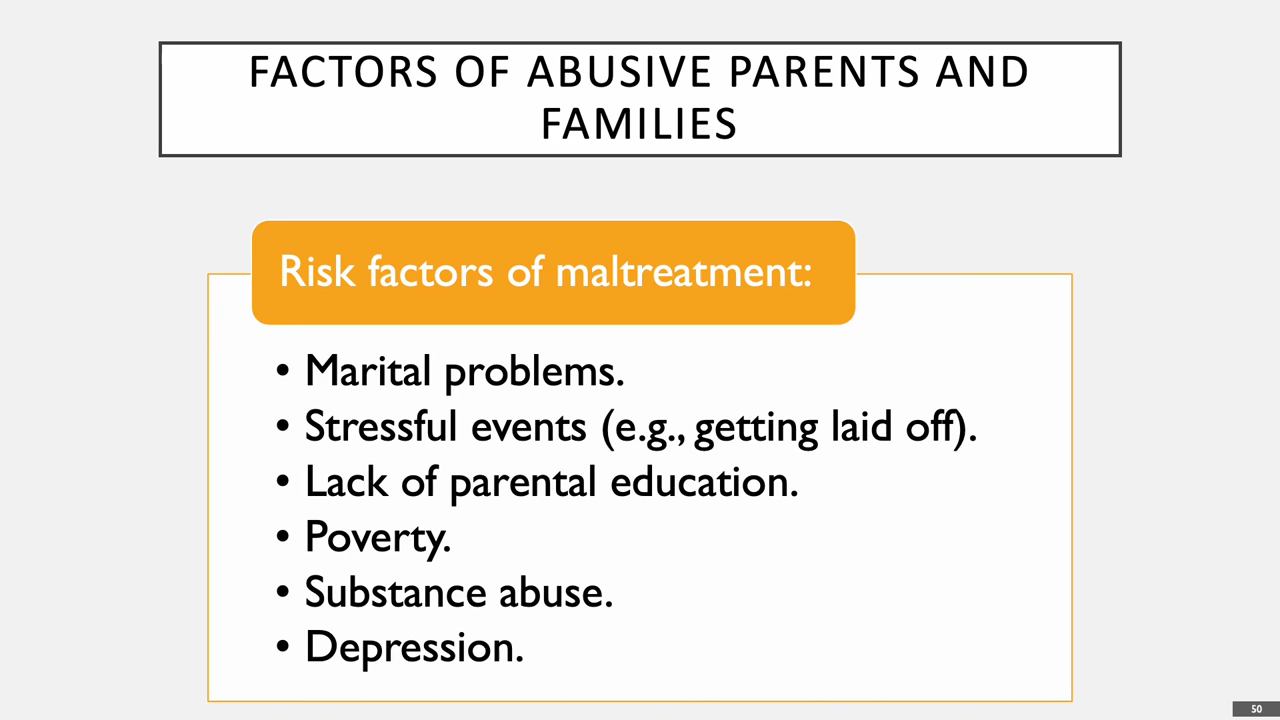 FACTORS OF ABUSIVE PARENTS AND
FAMILIES
Risk factors of maltreatment:
• Marital problems.
• Stressful events (e.g., getting laid off).
• Lack of parental education.
• Poverty.
• Substance abuse.
• Depression.
50